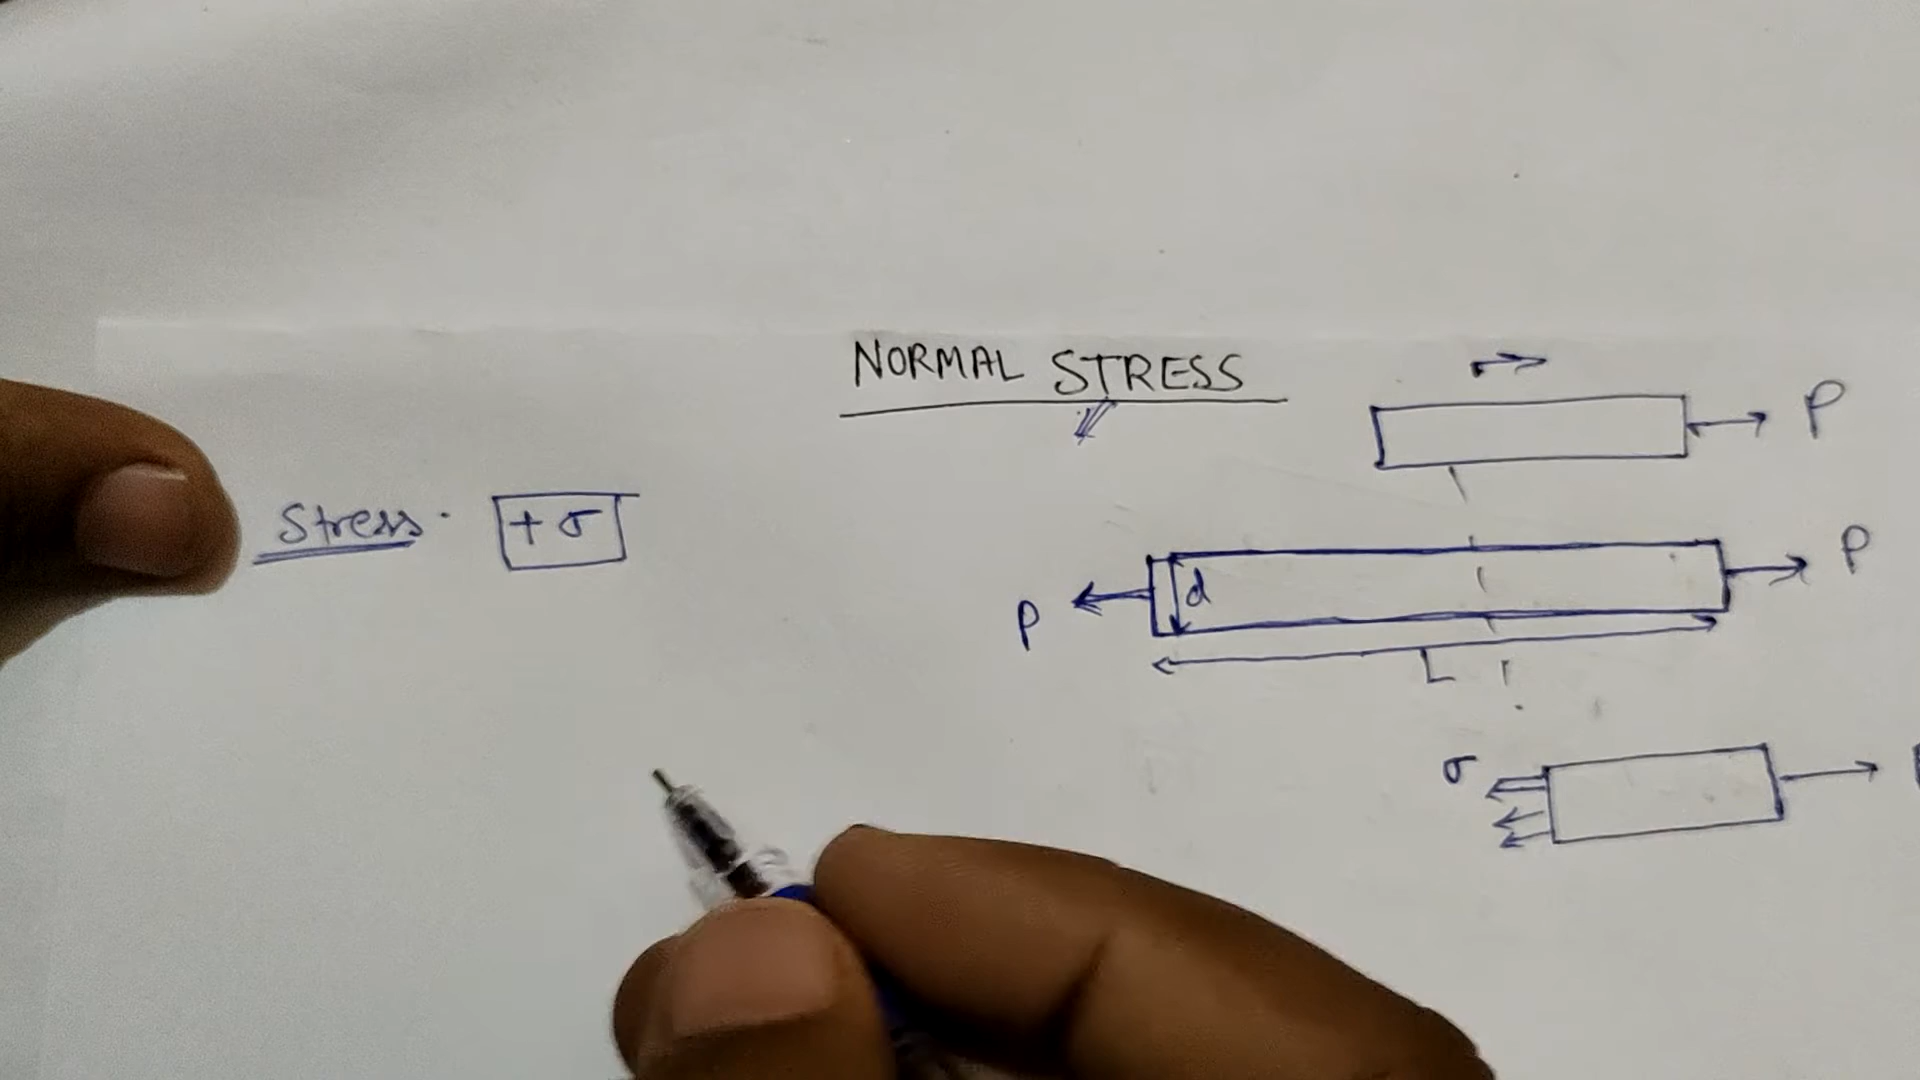 NORMAL STRESS
P
Stress. +σ
P
d
P
L
σ